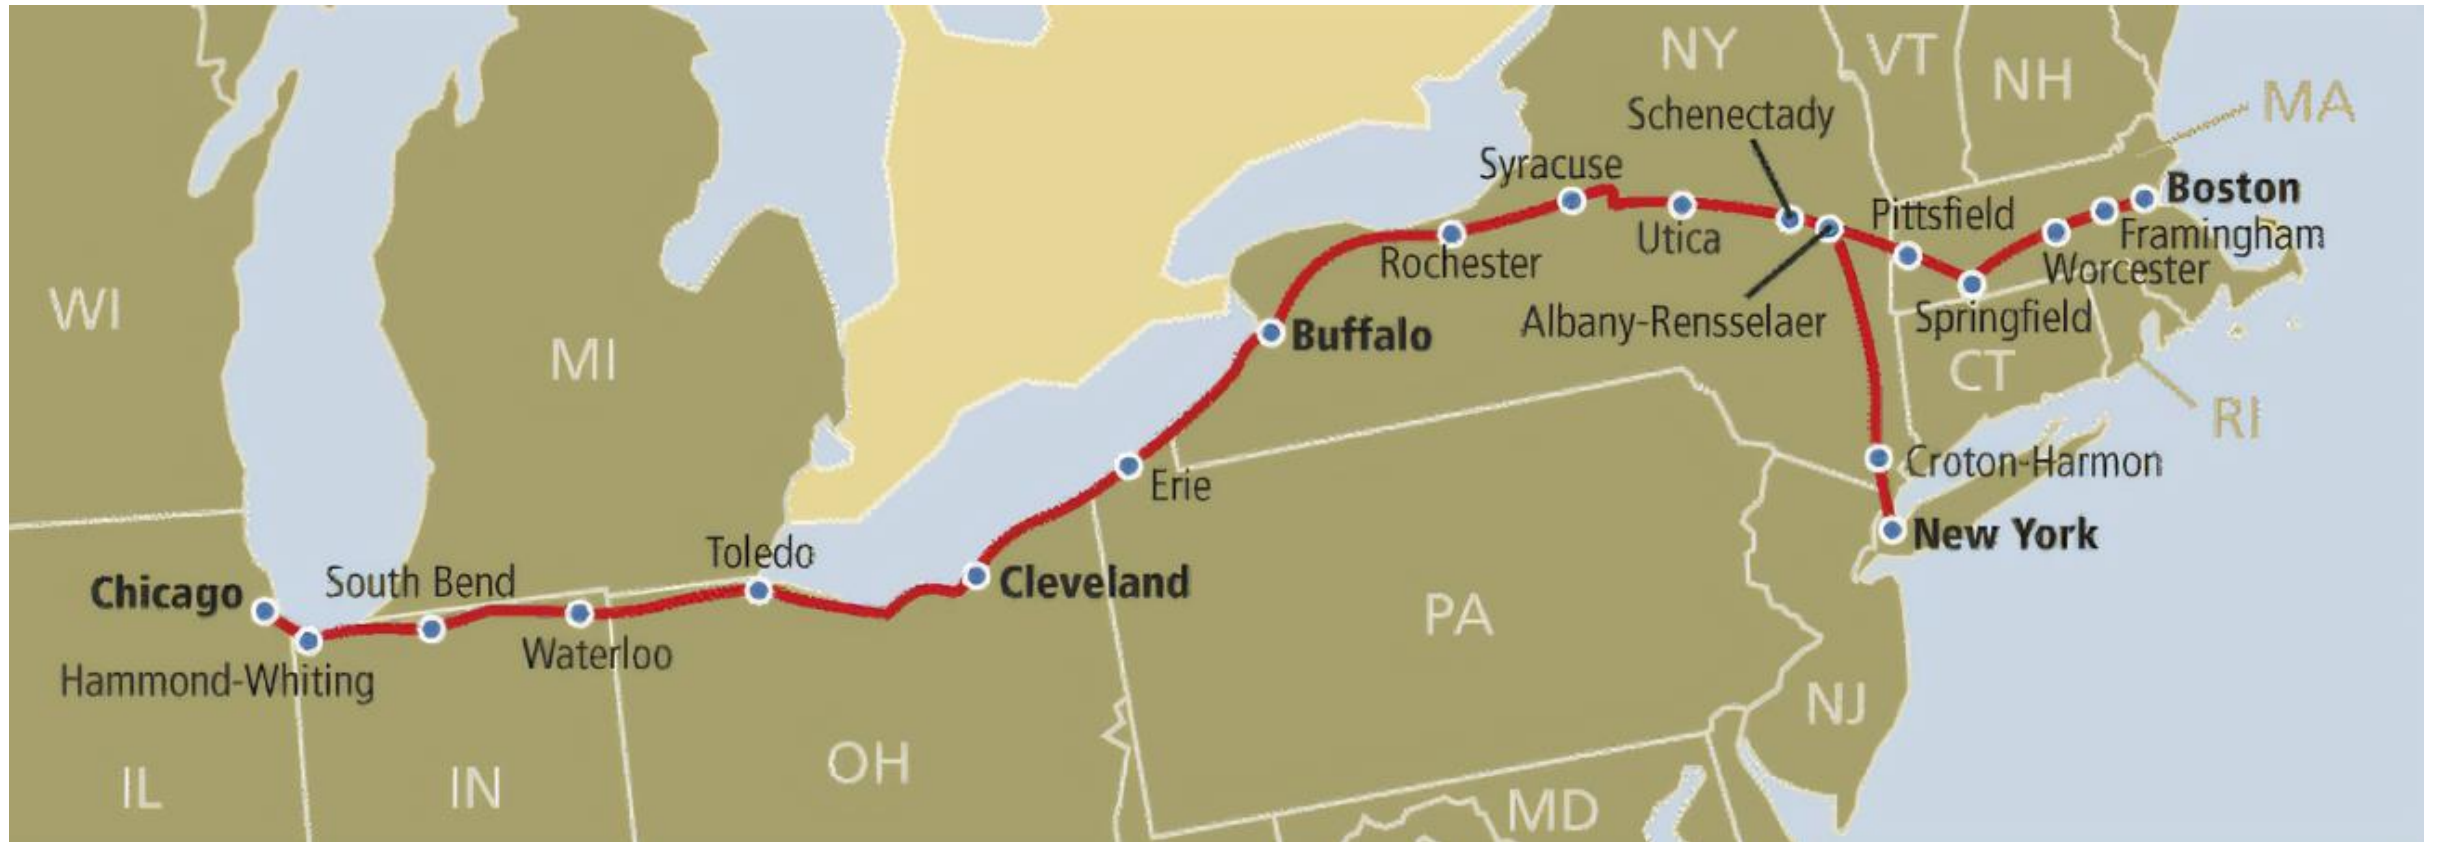 NY
VT
NH
MA
Schenectady
Syracuse
Boston
Pittsfield
Framingham
Utica
Rochester
Worcester
WI
Albany-Rensselaer
Springfield
Buffalo
MI
CT
RI
Croton-Harmon
Erie
New York
Toledo
South Bend
Cleveland
Chicago
PA
Waterloo
Hammond-Whiting
NJ
OH
IL
IN
MD